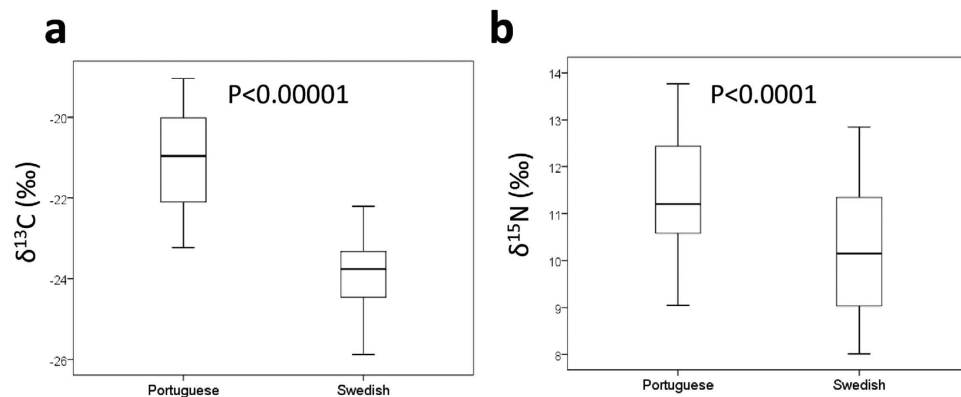 a
P<0.00001
δ13C (‰)
-20
-22
-24
-26
Portuguese Swedish
b
P<0.0001
δ15N (‰)
14
13
12
11
10
9
8
Portuguese Swedish